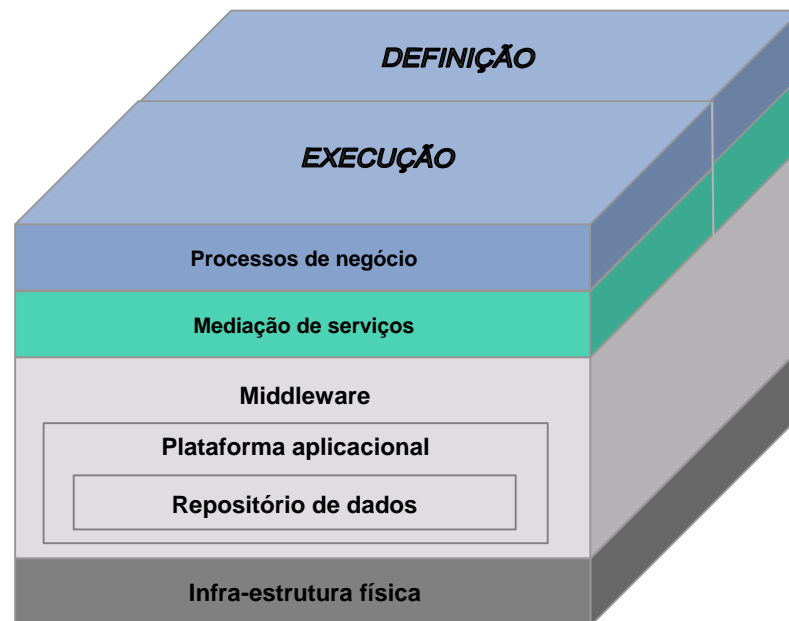 DEFINIÇÃO
EXECUÇÃO
Processos de negócio
Mediação de serviços
Middleware
Plataforma aplicacional
Repositório de dados
Infra-estrutura física